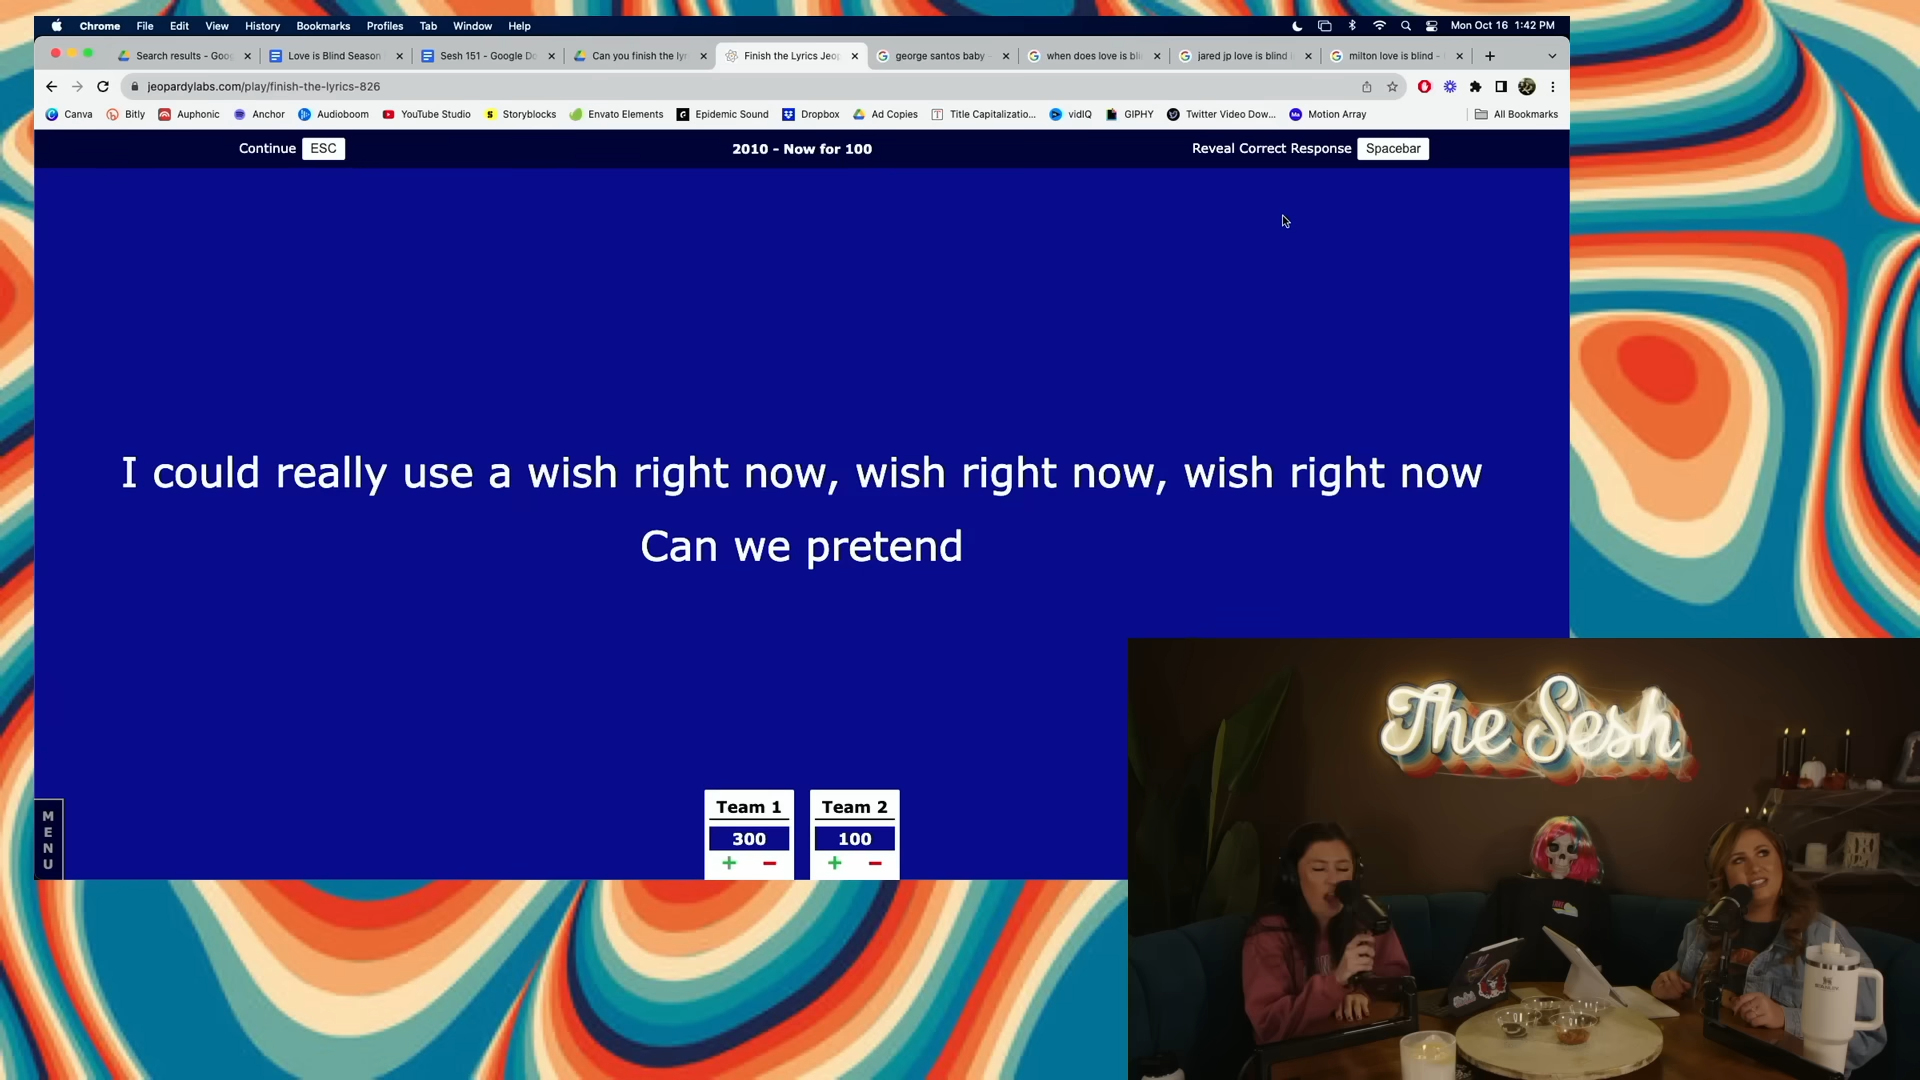 Chrome File Edit View History Bookmarks Profiles Tab Window Help Mon Oct 16 1:42 PM
Search results - Goo Love is Blind Season Sesh 151 - Google Do Can you finish the lyr Finish the Lyrics Jeop george santos baby when does love is bli jared jp love is blind milton love is blind -
jeopardylabs.com/play/finish-the-lyrics-826
Canva Bitly Auphonic Anchor Audioboom YouTube Studio Storyblocks Envato Elements Epidemic Sound Dropbox Ad Copies Title Capitalizatio... vidIQ GIPHY Twitter Video Dow... Motion Array All Bookmarks
Continue ESC 2010 - Now for 100 Reveal Correct Response Spacebar
I could really use a wish right now, wish right now, wish right now
Can we pretend
MENU
Team 1 Team 2
300 100
+ - + -
The Sesh